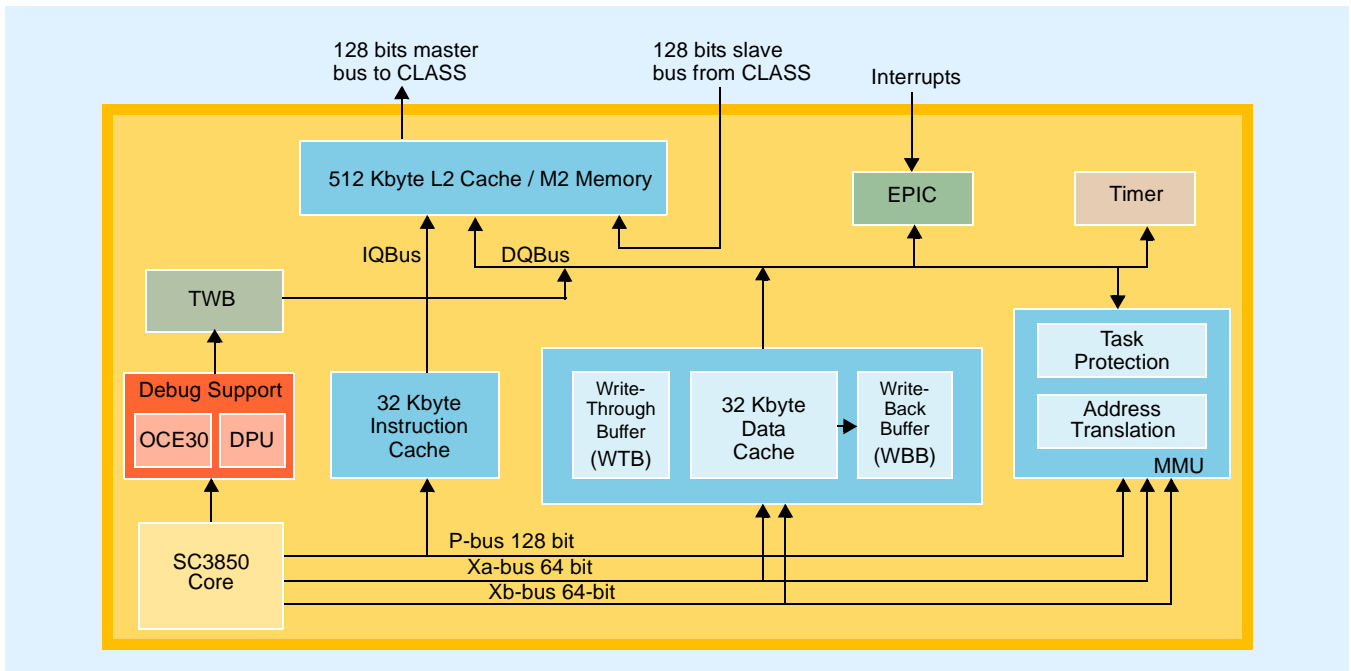 128 bits master
bus to CLASS
128 bits slave
bus from CLASS
Interrupts
512 Kbyte L2 Cache / M2 Memory
EPIC
Timer
IQBus
DQBus
TWB
Task
Protection
Address
Translation
MMU
Debug Support
OCE30
DPU
32 Kbyte
Instruction
Cache
Write-
Through
Buffer
(WTB)
32 Kbyte
Data
Cache
Write-
Back
Buffer
(WBB)
SC3850
Core
P-bus 128 bit
Xa-bus 64 bit
Xb-bus 64-bit